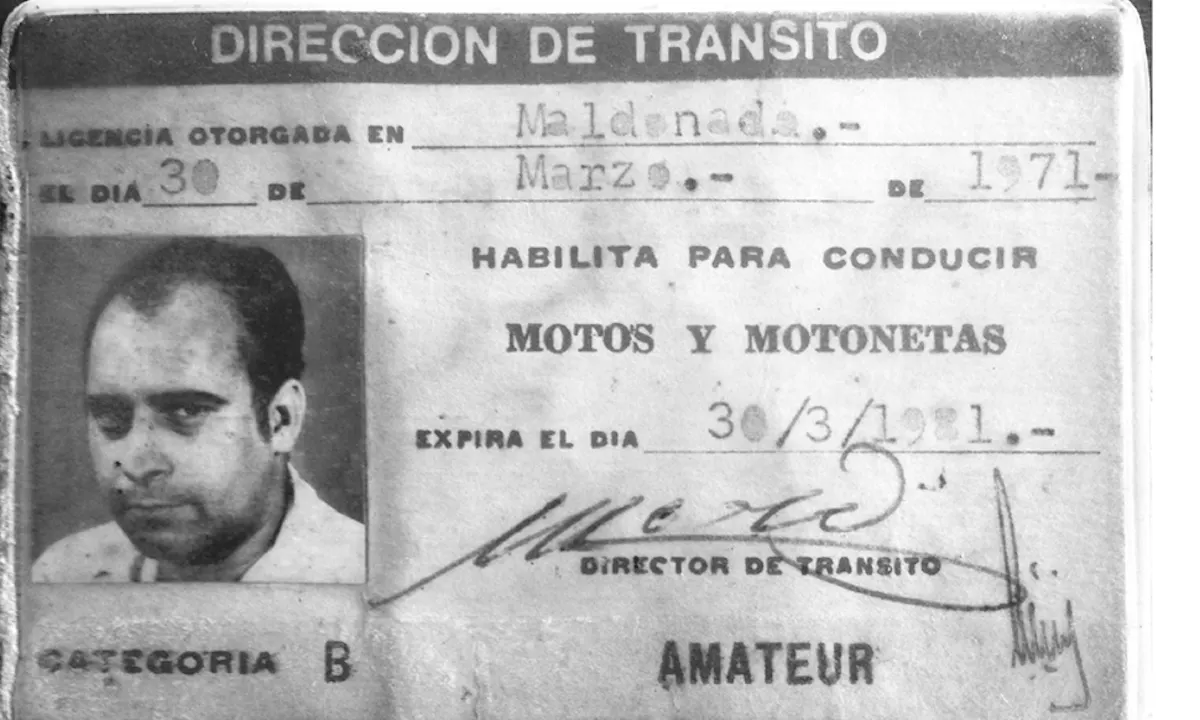 DIRECCION DE TRANSITO
LICENCIA OTORGADA EN Maldonado.-
EL DIA 30 DE Marzo.- DE 1971-
HABILITA PARA CONDUCIR
MOTOS Y MOTONETAS
EXPIRA EL DIA 30/3/1981.-
DIRECTOR DE TRANSITO
CATEGORIA B AMATEUR